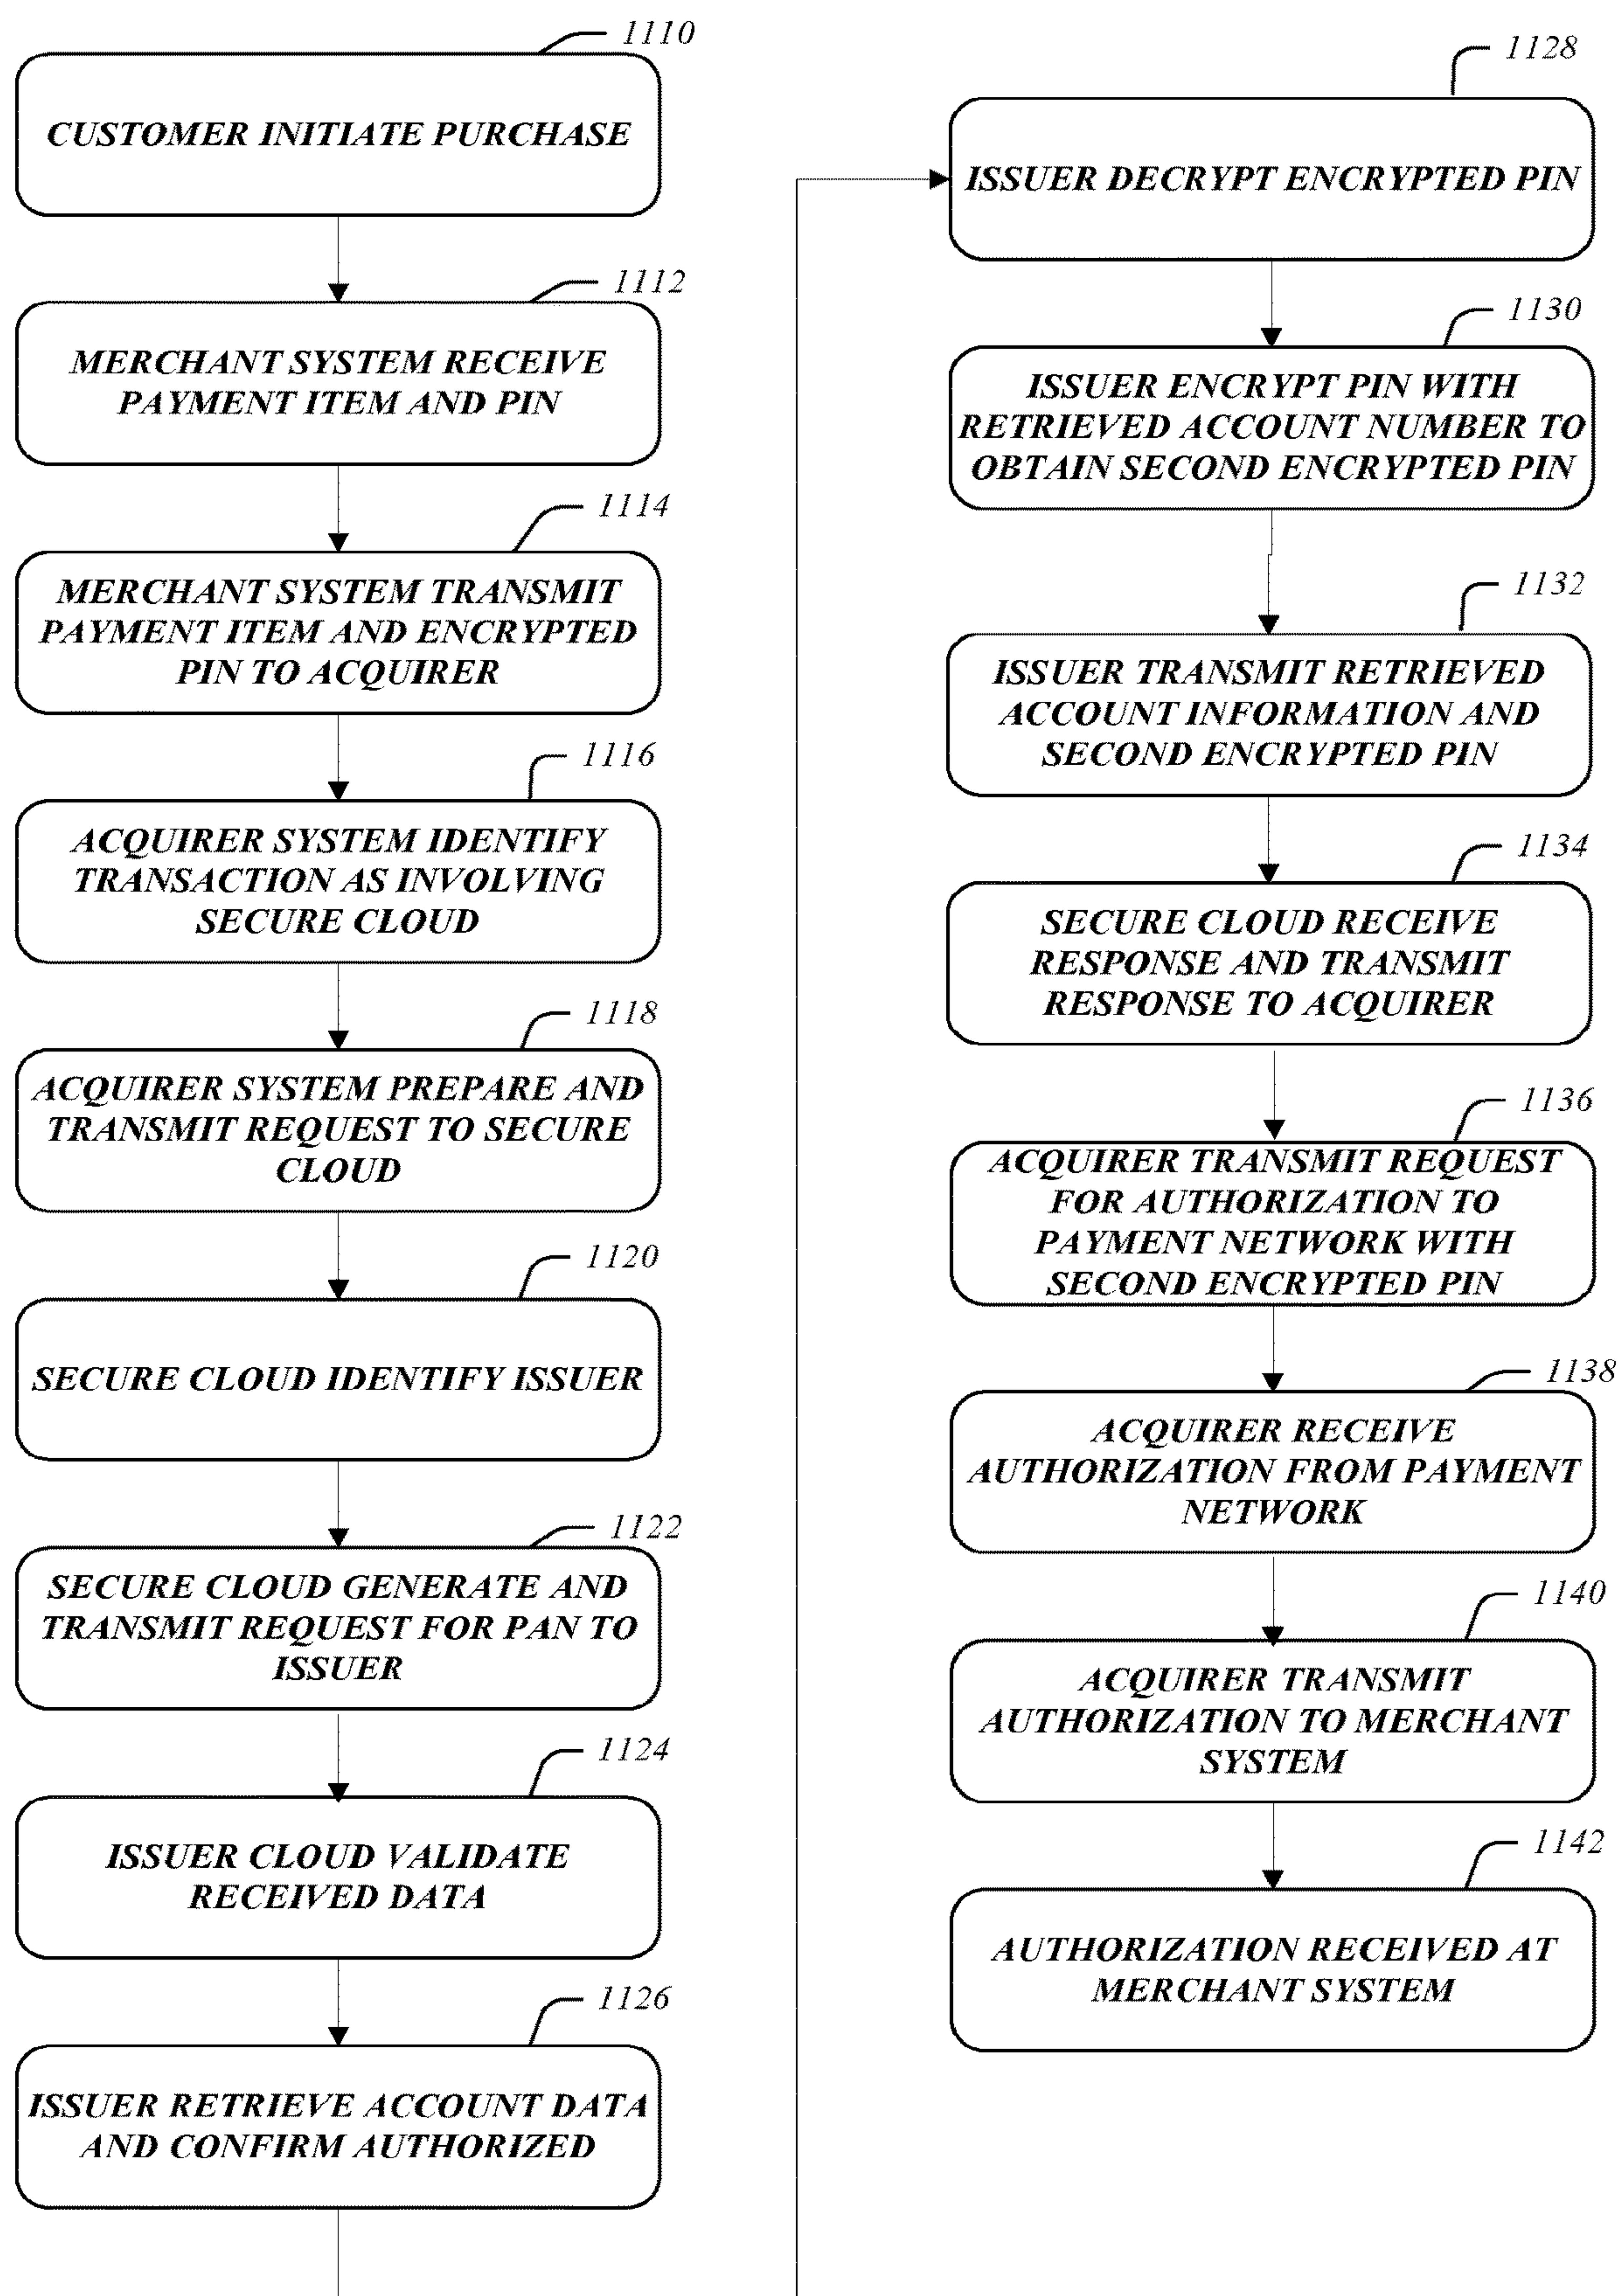 1110
CUSTOMER INITIATE PURCHASE
1112
MERCHANT SYSTEM RECEIVE
PAYMENT ITEM AND PIN
1114
MERCHANT SYSTEM TRANSMIT
PAYMENT ITEM AND ENCRYPTED
PIN TO ACQUIRER
1116
ACQUIRER SYSTEM IDENTIFY
TRANSACTION AS INVOLVING
SECURE CLOUD
1118
ACQUIRER SYSTEM PREPARE AND
TRANSMIT REQUEST TO SECURE
CLOUD
1120
SECURE CLOUD IDENTIFY ISSUER
1122
SECURE CLOUD GENERATE AND
TRANSMIT REQUEST FOR PAN TO
ISSUER
1124
ISSUER CLOUD VALIDATE
RECEIVED DATA
1126
ISSUER RETRIEVE ACCOUNT DATA
AND CONFIRM AUTHORIZED
1128
ISSUER DECRYPT ENCRYPTED PIN
1130
ISSUER ENCRYPT PIN WITH
RETRIEVED ACCOUNT NUMBER TO
OBTAIN SECOND ENCRYPTED PIN
1132
ISSUER TRANSMIT RETRIEVED
ACCOUNT INFORMATION AND
SECOND ENCRYPTED PIN
1134
SECURE CLOUD RECEIVE
RESPONSE AND TRANSMIT
RESPONSE TO ACQUIRER
1136
ACQUIRER TRANSMIT REQUEST
FOR AUTHORIZATION TO
PAYMENT NETWORK WITH
SECOND ENCRYPTED PIN
1138
ACQUIRER RECEIVE
AUTHORIZATION FROM PAYMENT
NETWORK
1140
ACQUIRER TRANSMIT
AUTHORIZATION TO MERCHANT
SYSTEM
1142
AUTHORIZATION RECEIVED AT
MERCHANT SYSTEM